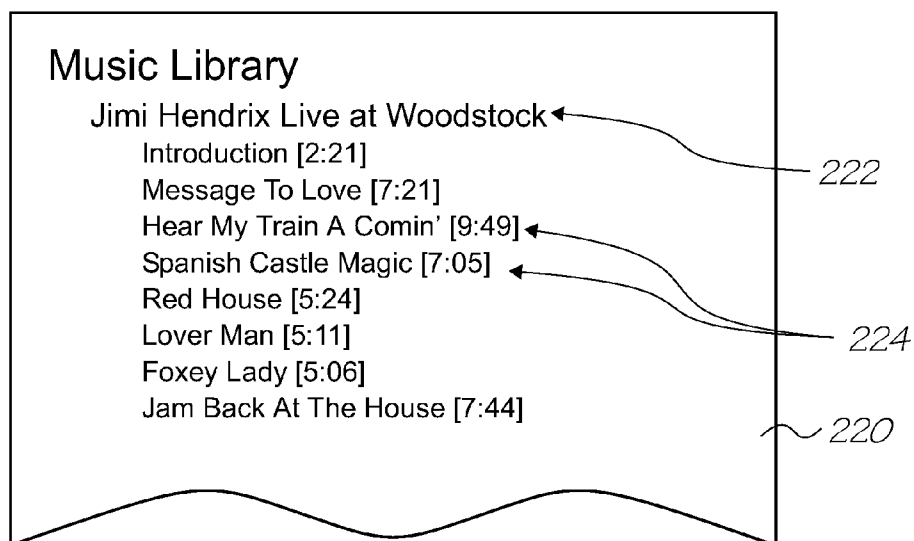 Music Library
Jimi Hendrix Live at Woodstock
Introduction [2:21]
Message To Love [7:21]
Hear My Train A Comin’ [9:49]
Spanish Castle Magic [7:05]
Red House [5:24]
Lover Man [5:11]
Foxey Lady [5:06]
Jam Back At The House [7:44]
222
224
220